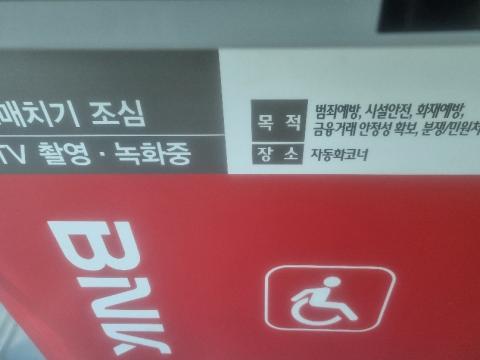 매치기 조심
TV 촬영·녹화중
목적 범죄예방, 시설안전, 화재예방,
금융거래 안정성 확보, 분쟁/민원
장소 자동화코너
BNK